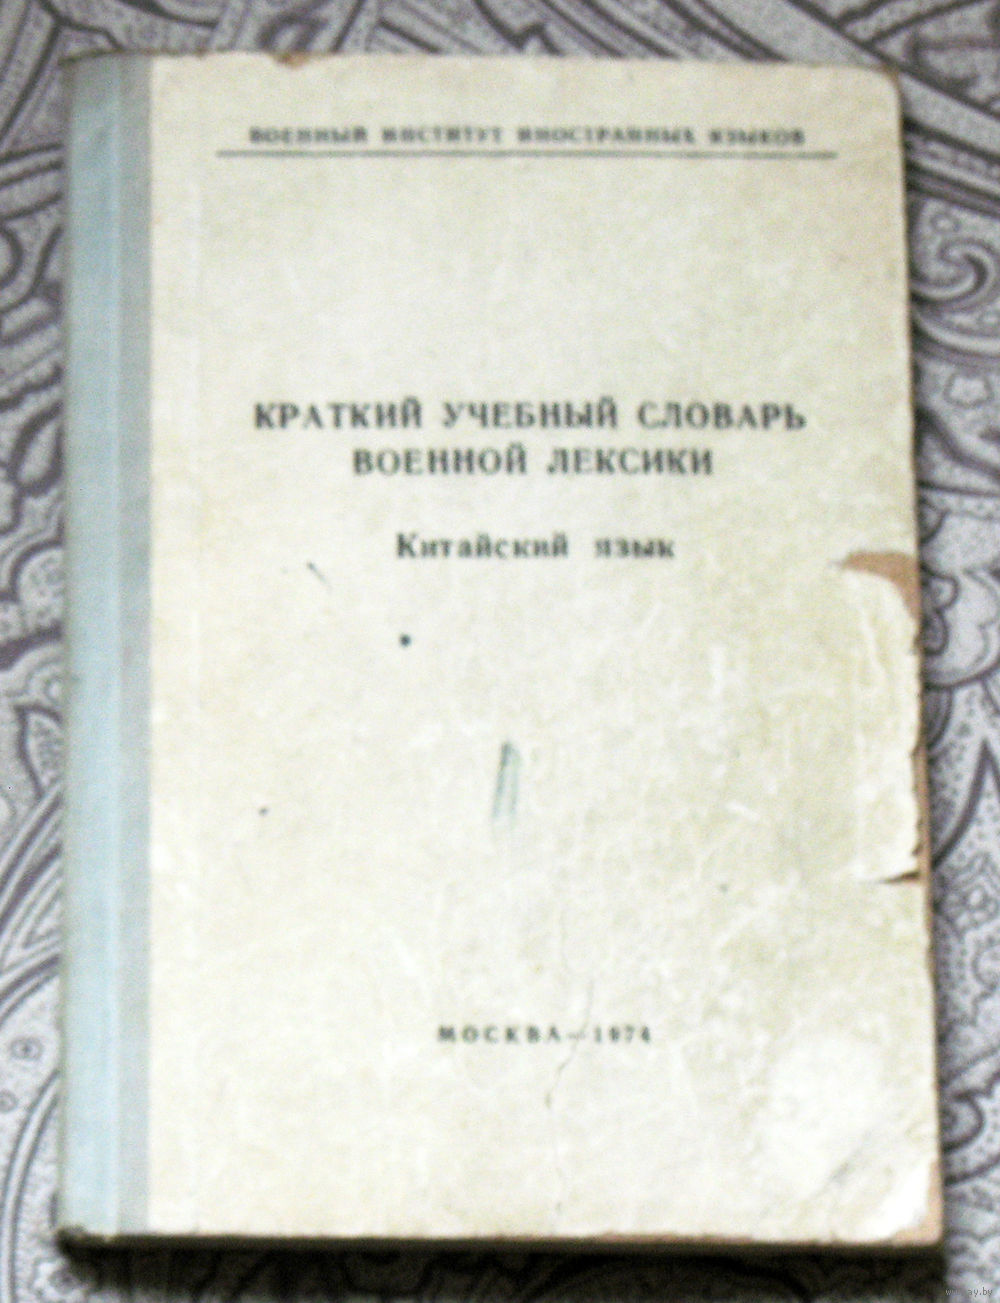 ВОЕННЫЙ ИНСТИТУТ ИНОСТРАННЫХ ЯЗЫКОВ
КРАТКИЙ УЧЕБНЫЙ СЛОВАРЬ
ВОЕННОЙ ЛЕКСИКИ
Китайский язык
МОСКВА—1974